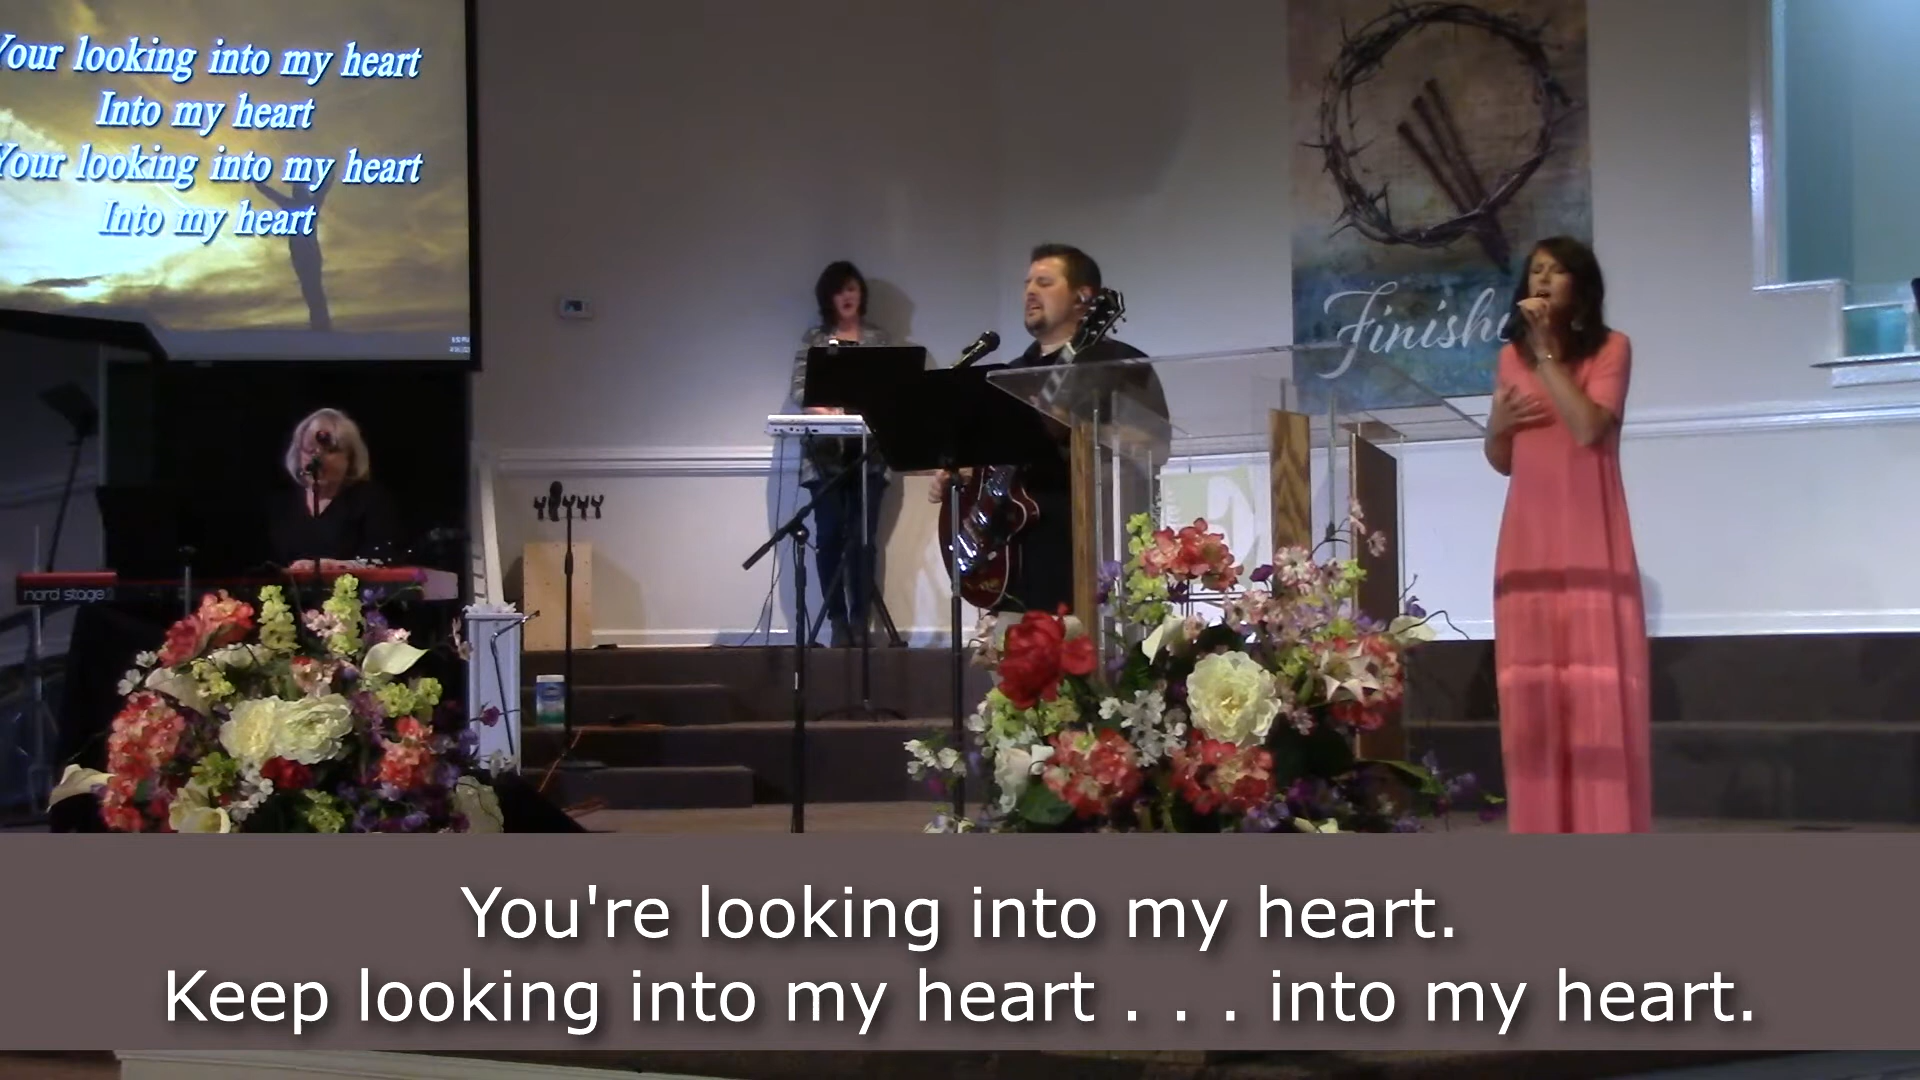 Your looking into my heart
Into my heart
Your looking into my heart
Into my heart
Finishe
nord stage
You're looking into my heart.
Keep looking into my heart . . . into my heart.